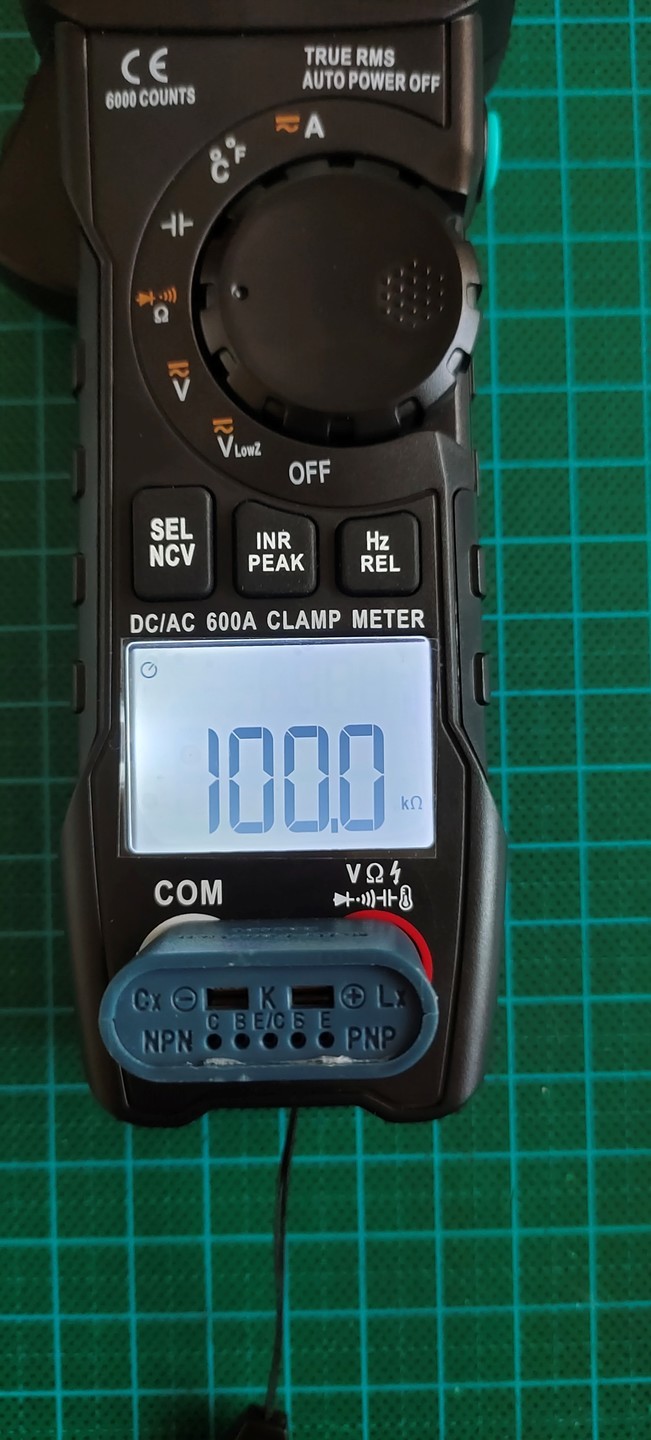 CE
6000 COUNTS
TRUE RMS
AUTO POWER OFF
A
°C°F
Ω
V
VLowZ
OFF
SEL
NCV
INR
PEAK
Hz
REL
DC/AC 600A CLAMP METER
100.0 kΩ
COM
VΩ
Cx ⊖ K ⊕ Lx
C B E/C B E
NPN PNP